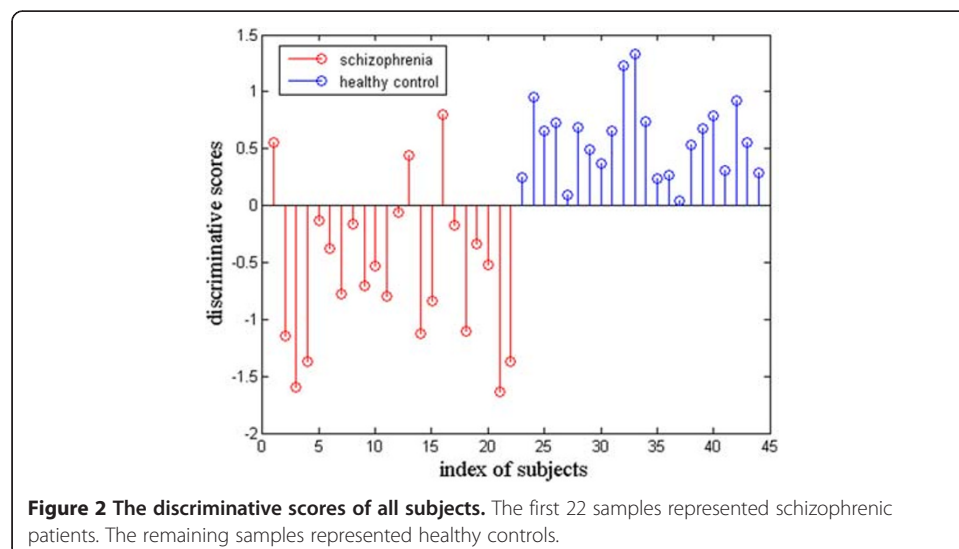 schizophrenia
healthy control
discriminative scores
1.5
1
0.5
0
-0.5
-1
-1.5
-2
0 5 10 15 20 25 30 35 40 45
index of subjects
Figure 2 The discriminative scores of all subjects. The first 22 samples represented schizophrenic
patients. The remaining samples represented healthy controls.